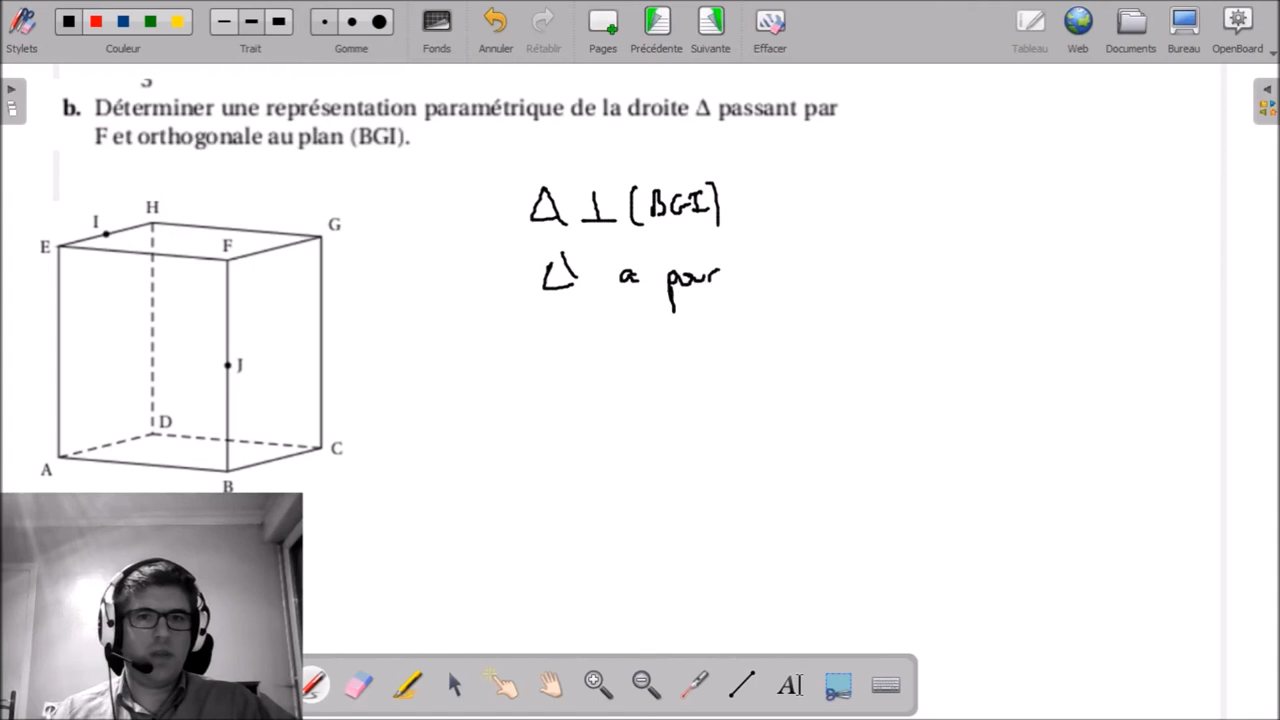 Stylets
Couleur
Trait
Gomme
Fonds
Annuler
Rétablir
Pages
Précédente
Suivante
Effacer
Tableau
Web
Documents
Bureau
OpenBoard
b. Déterminer une représentation paramétrique de la droite Δ passant par
F et orthogonale au plan (BGI).
Δ ⊥ (BGI)
Δ a pour
H
I
G
E
F
J
D
C
A
B
AI